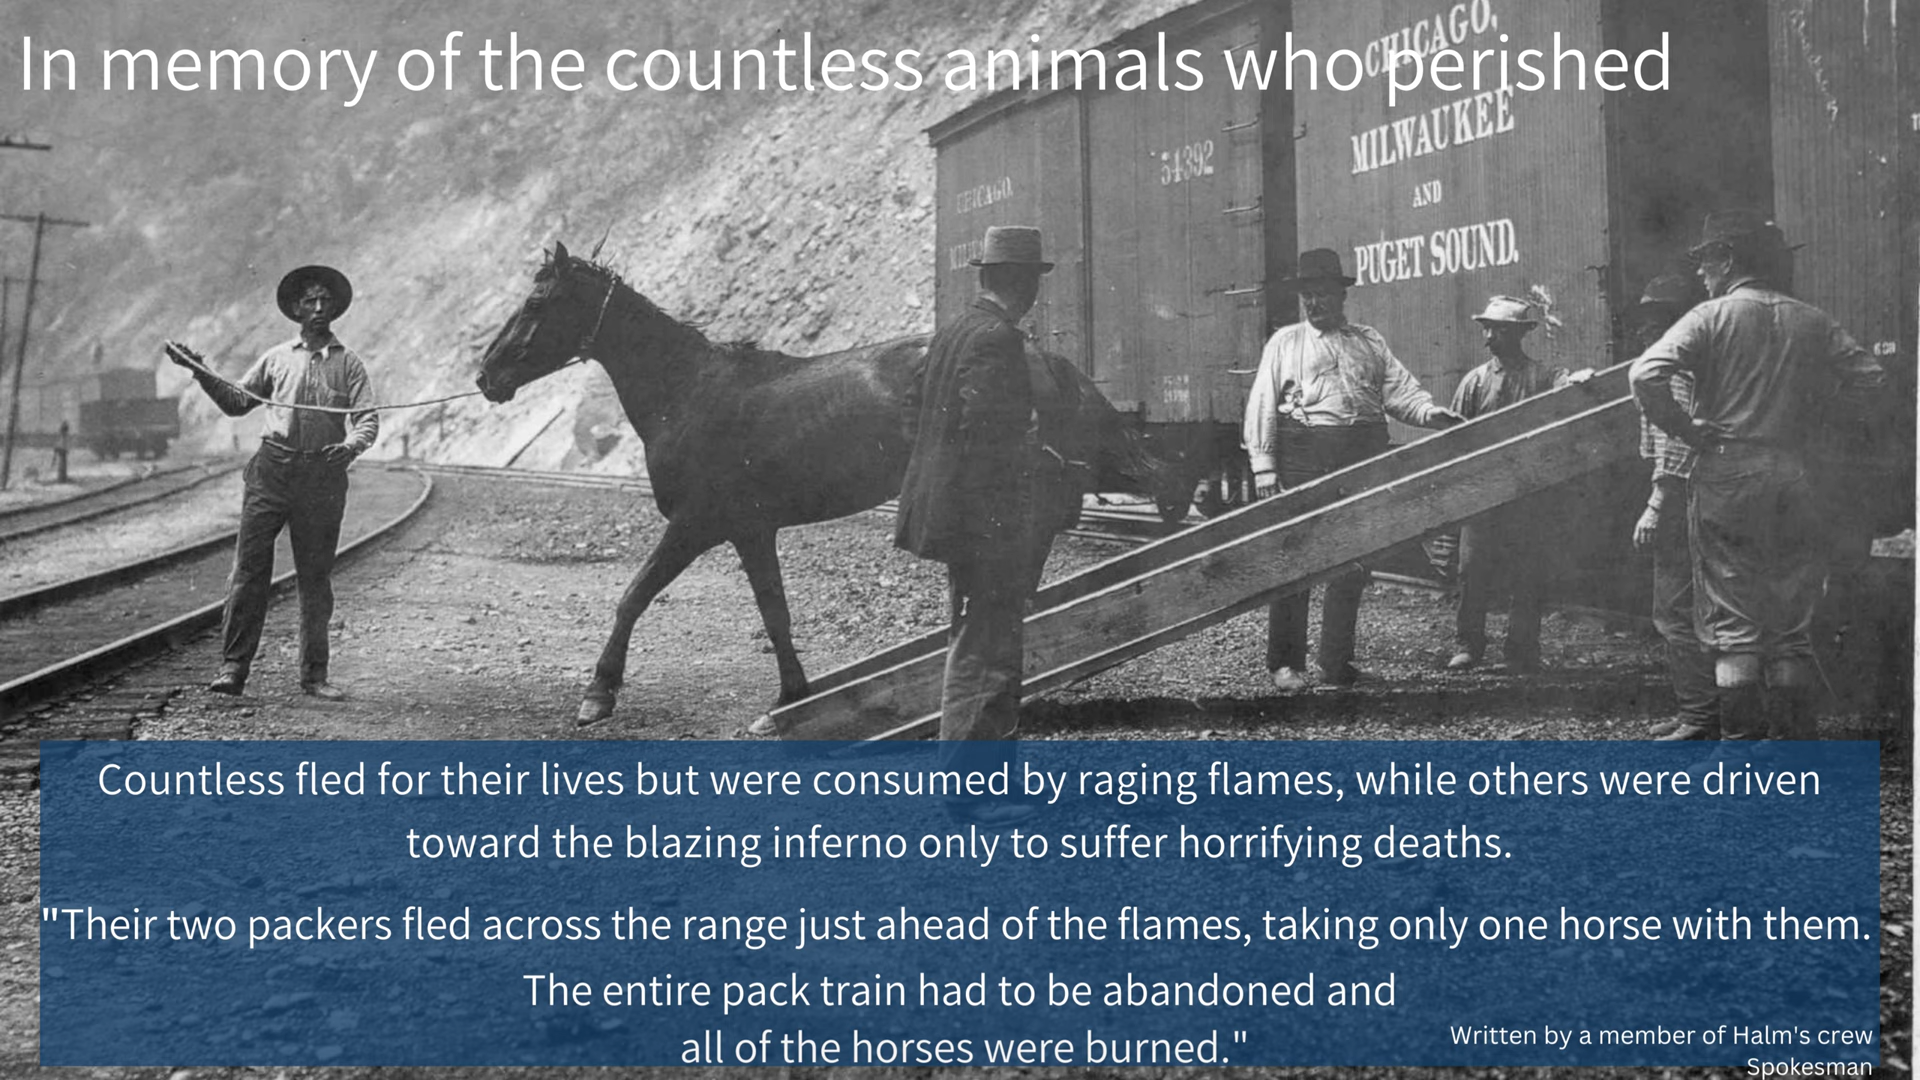 In memory of the countless animals who perished
CHICAGO,
MILWAUKEE
AND
PUGET SOUND.
54392
CHICAGO,
Countless fled for their lives but were consumed by raging flames, while others were driven
toward the blazing inferno only to suffer horrifying deaths.
"Their two packers fled across the range just ahead of the flames, taking only one horse with them.
The entire pack train had to be abandoned and
all of the horses were burned."
Written by a member of Halm's crew
Spokesman